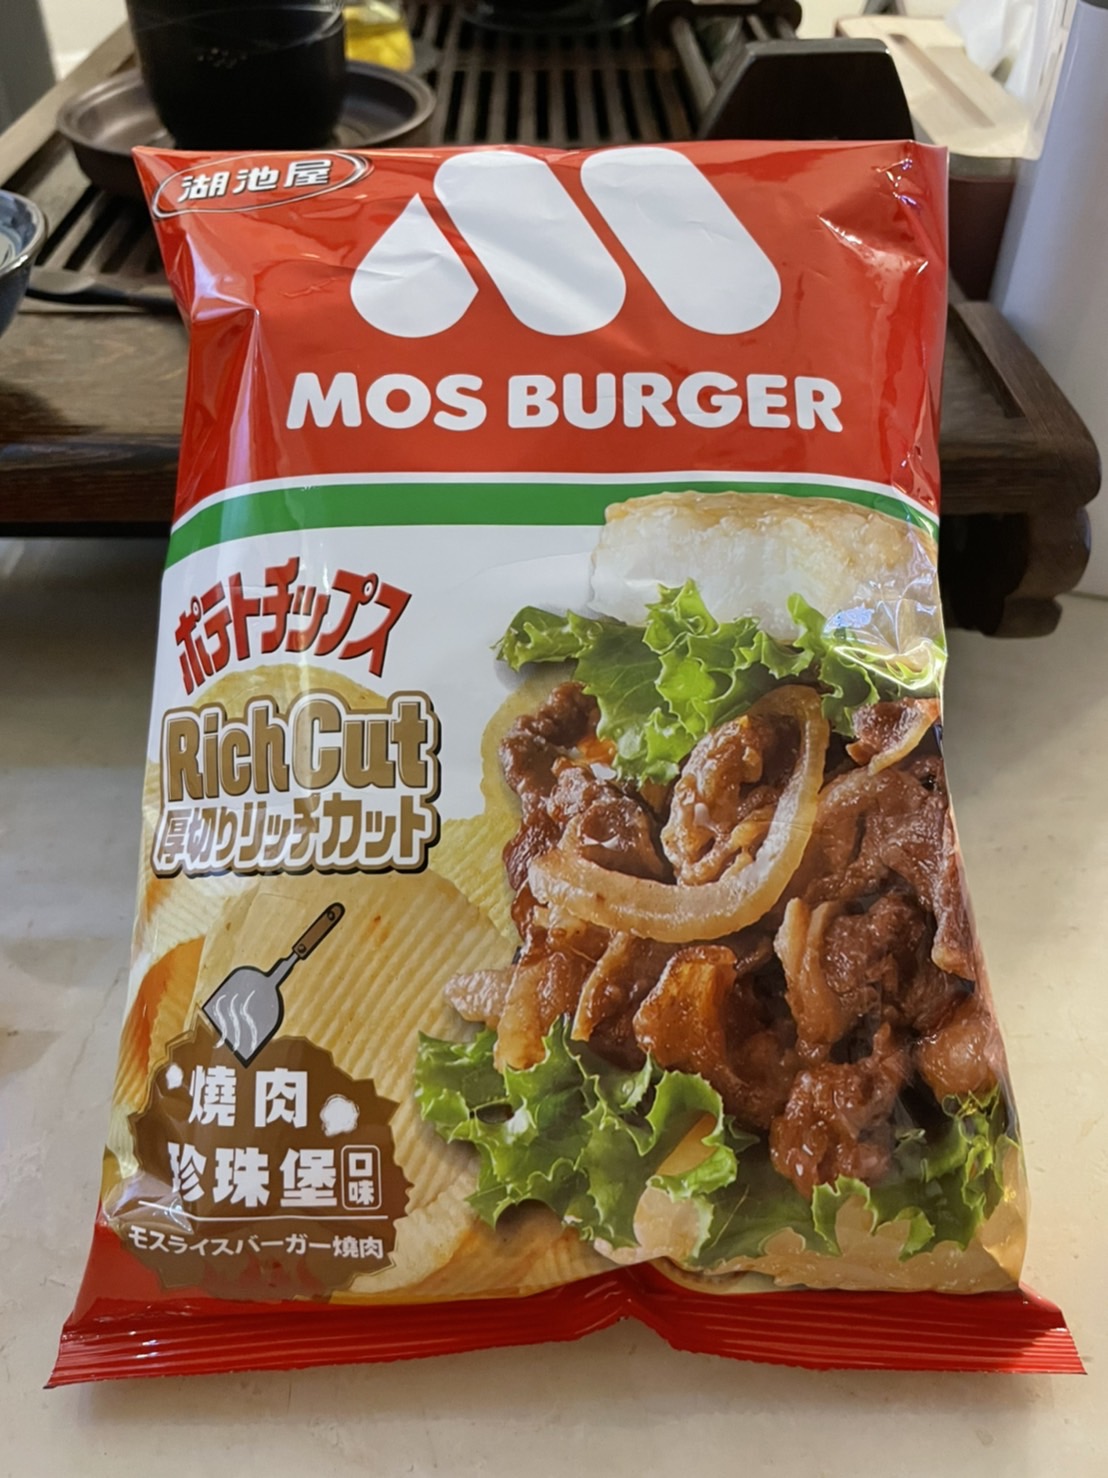 湖池屋
MOS BURGER
ポテトチップス
Rich Cut
厚切りリッチカット
燒肉
珍珠堡口味
モスライスバーガー焼肉